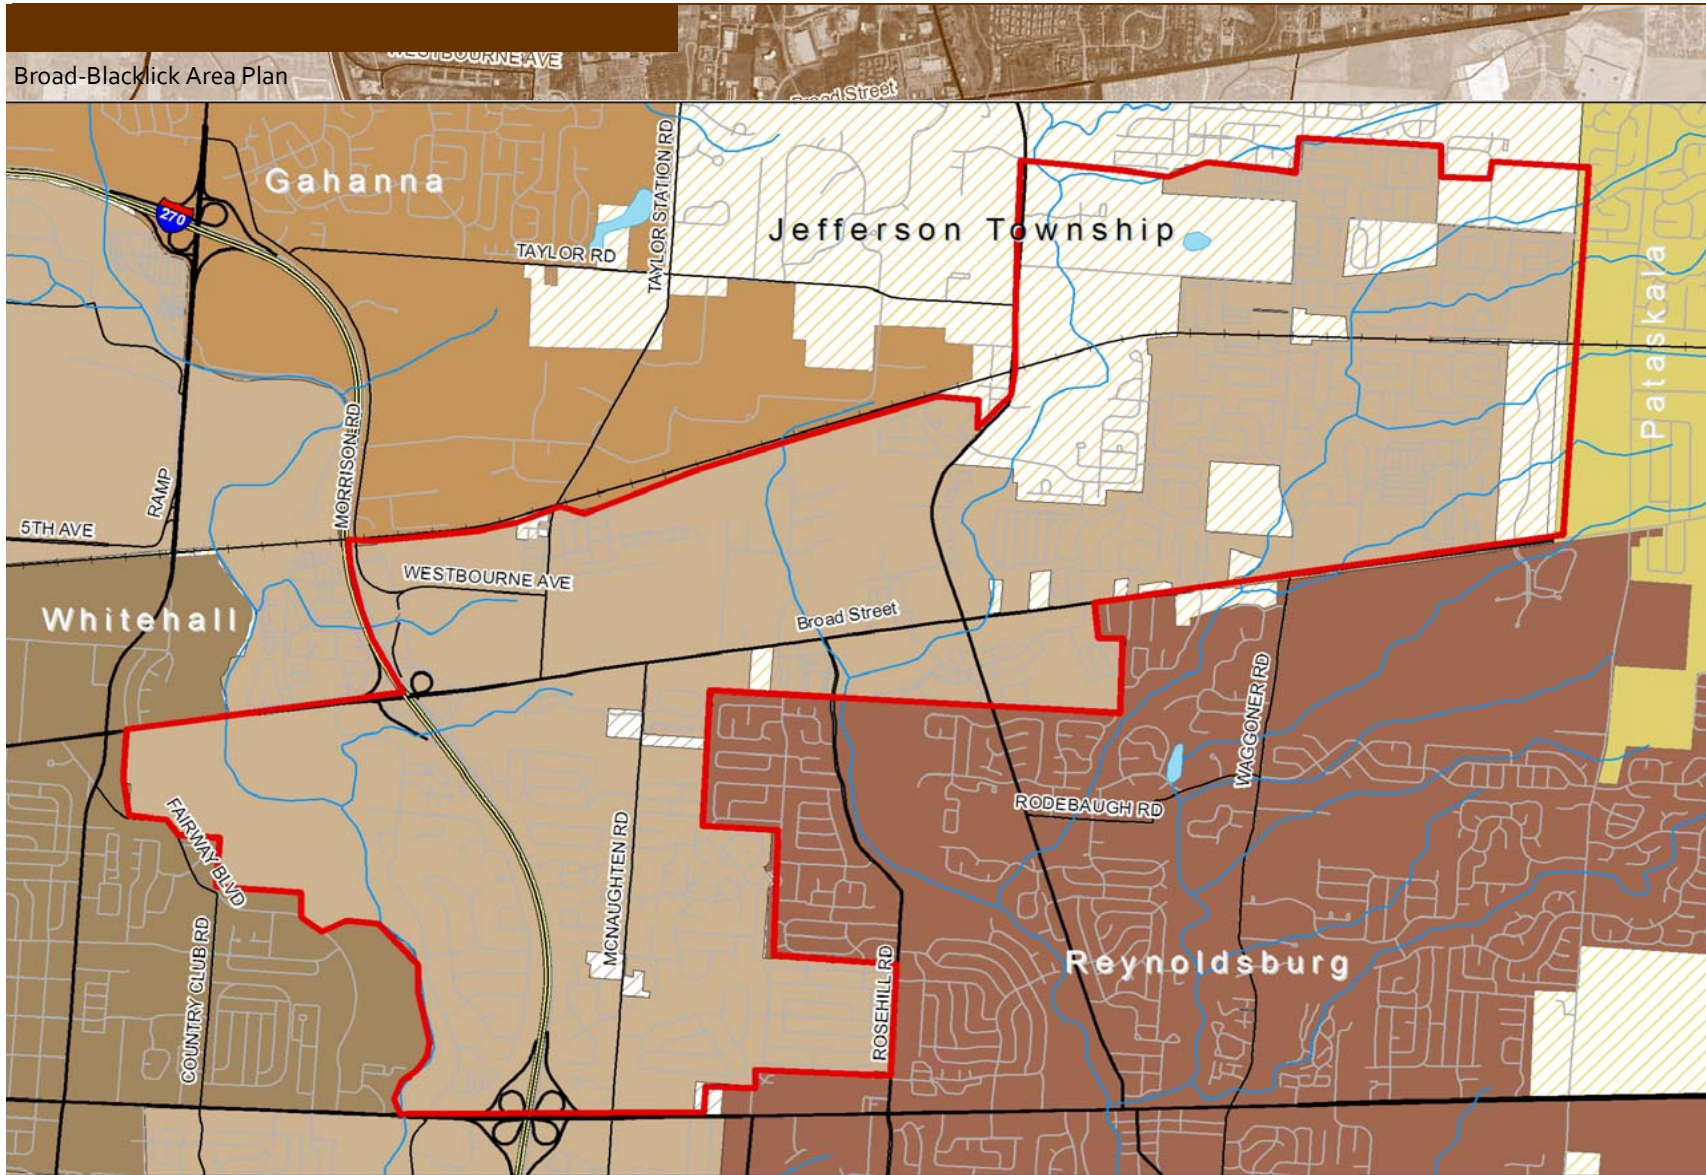 WESTBOURNE AVE
Broad-Blacklick Area Plan
Broad Street
Gahanna
270
TAYLOR RD
TAYLOR STATION RD
Jefferson Township
Pataskala
MORRISON RD
RAMP
5TH AVE
WESTBOURNE AVE
Whitehall
Broad Street
WAGGONER RD
RODEBAUGH RD
FAIRWAY BLVD
MCNAUGHTEN RD
COUNTRY CLUB RD
ROSEHILL RD
Reynoldsburg